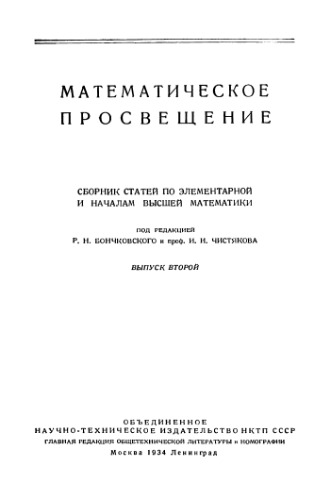 МАТЕМАТИЧЕСКОЕ
ПРОСВЕЩЕНИЕ
СБОРНИК СТАТЕЙ ПО ЭЛЕМЕНТАРНОЙ
И НАЧАЛАМ ВЫСШЕЙ МАТЕМАТИКИ
ПОД РЕДАКЦИЕЙ
Р. Н. БОНЧКОВСКОГО и проф. И. И. ЧИСТЯКОВА
ВЫПУСК ВТОРОЙ
ОБЪЕДИНЕННОЕ
НАУЧНО-ТЕХНИЧЕСКОЕ ИЗДАТЕЛЬСТВО НКТП СССР
ГЛАВНАЯ РЕДАКЦИЯ ОБЩЕТЕХНИЧЕСКОЙ ЛИТЕРАТУРЫ и НОМОГРАФИИ
Москва 1934 Ленинград